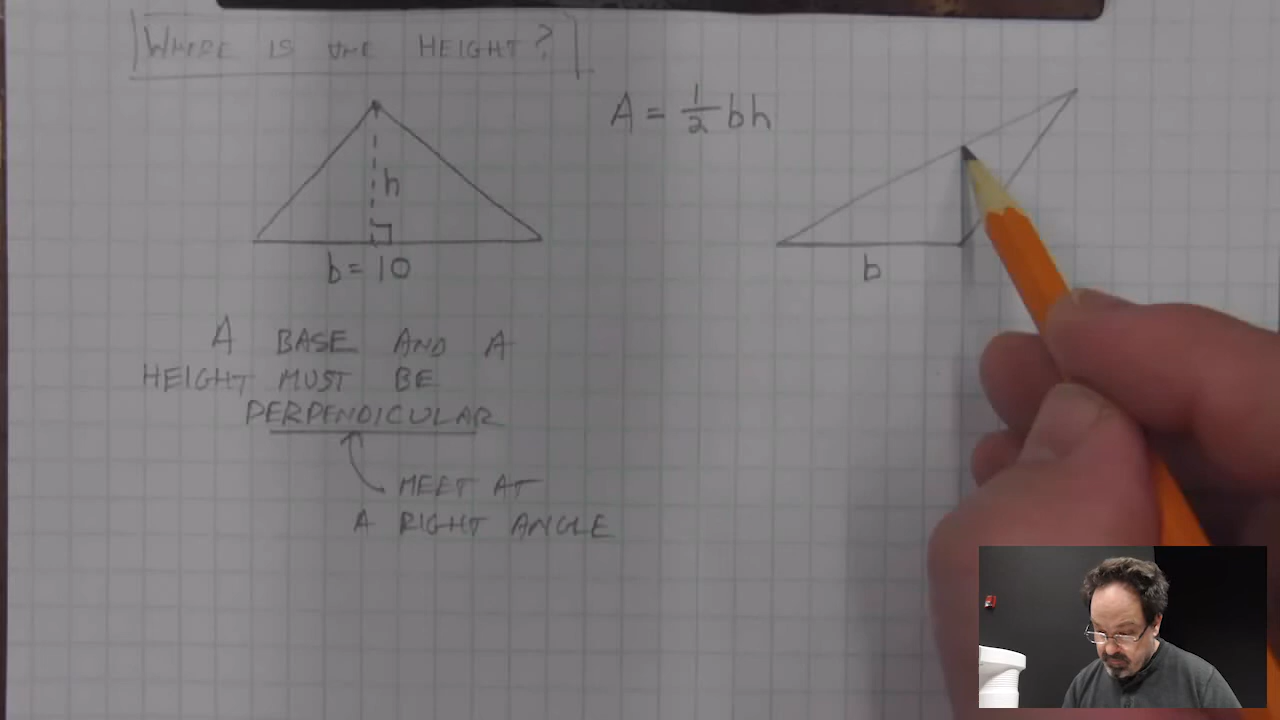 WHERE IS THE HEIGHT?
A = 1/2 bh
h
b = 10
b
A BASE AND A
HEIGHT MUST BE
PERPENDICULAR
MEET AT
A RIGHT ANGLE